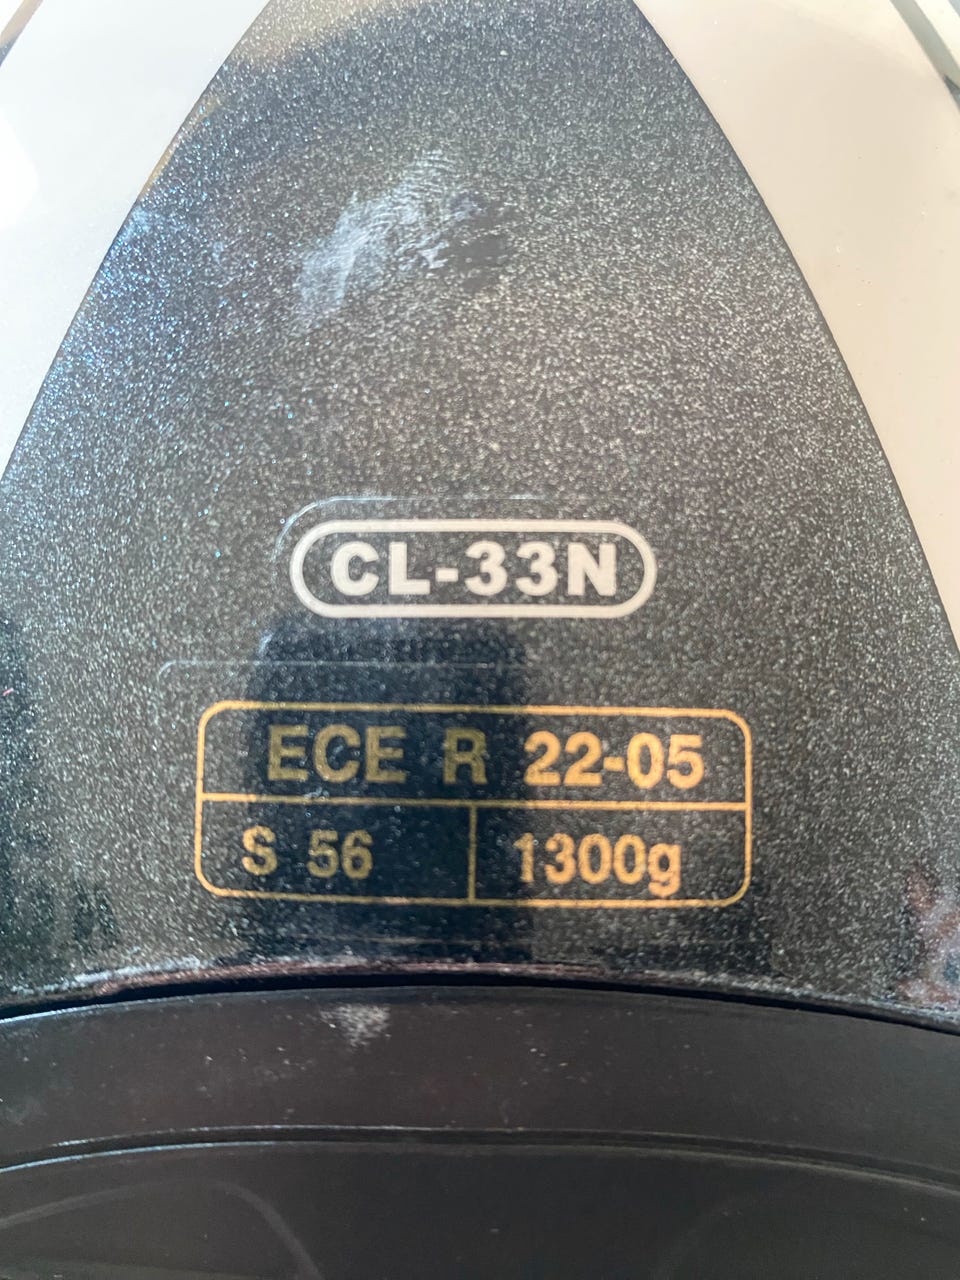 CL-33N
ECE R 22-05
S 56 1300g